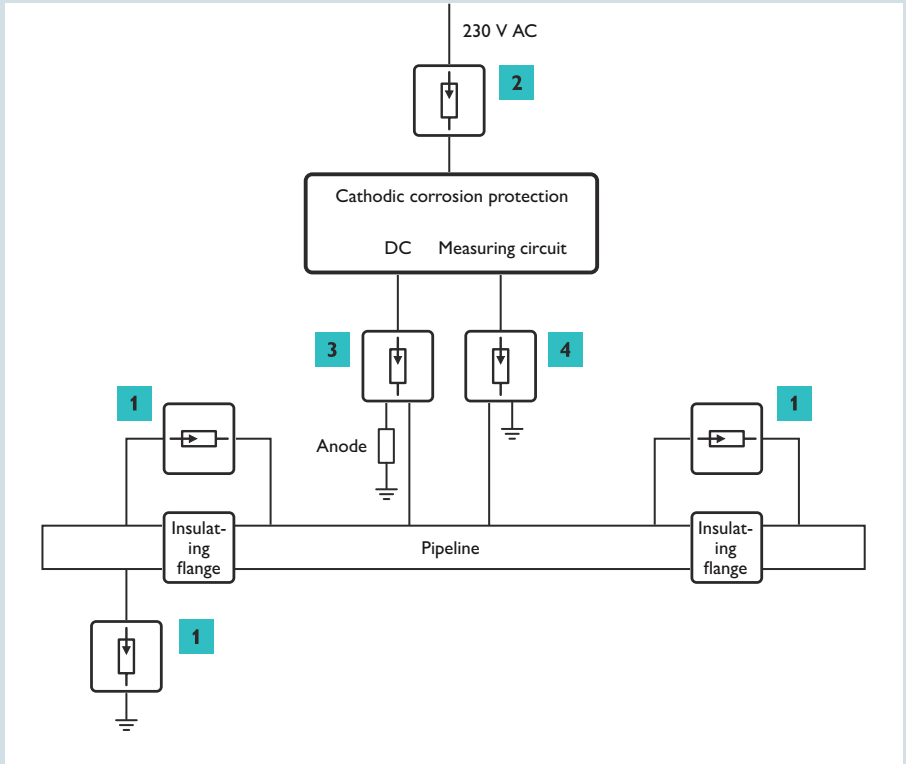 230 V AC
2
Cathodic corrosion protection
DC Measuring circuit
3
4
1
1
Anode
Insulat-
ing
flange
Pipeline
Insulat-
ing
flange
1